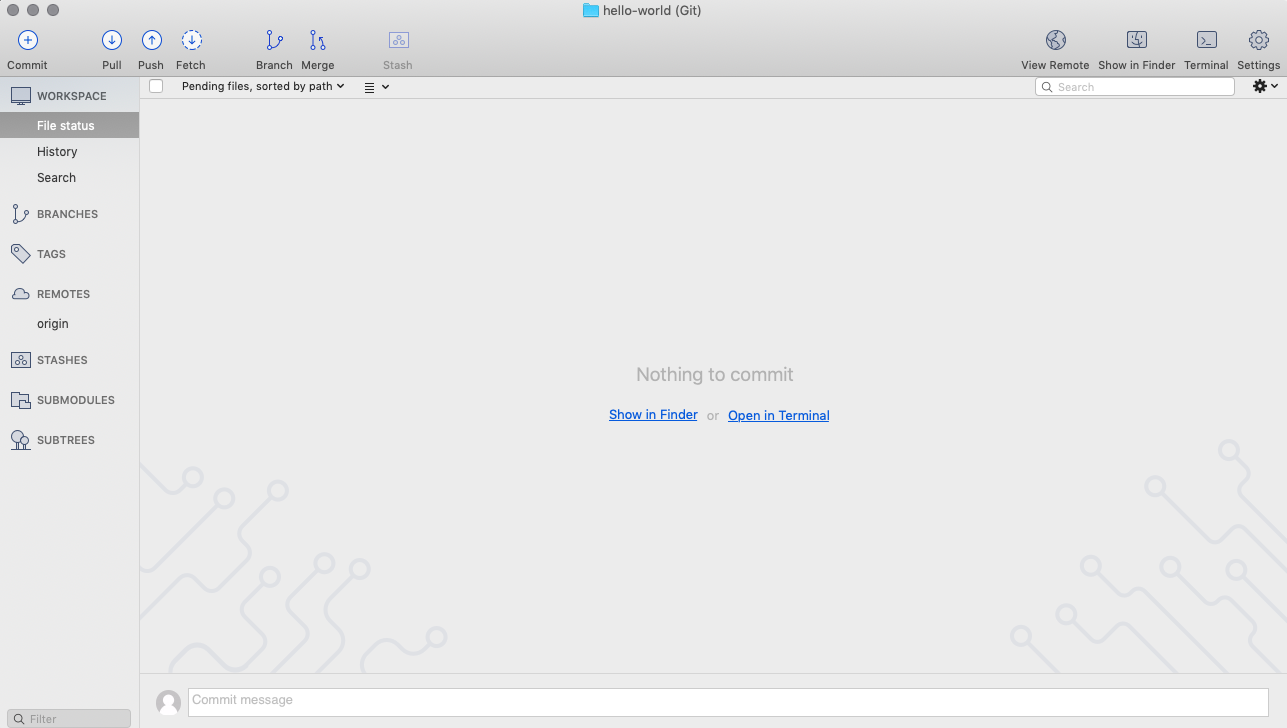 hello-world (Git)
Commit Pull Push Fetch Branch Merge Stash View Remote Show in Finder Terminal Settings
WORKSPACE
Pending files, sorted by path
Search
File status
History
Search
BRANCHES
TAGS
REMOTES
origin
STASHES
SUBMODULES
SUBTREES
Nothing to commit
Show in Finder or Open in Terminal
Commit message
Filter